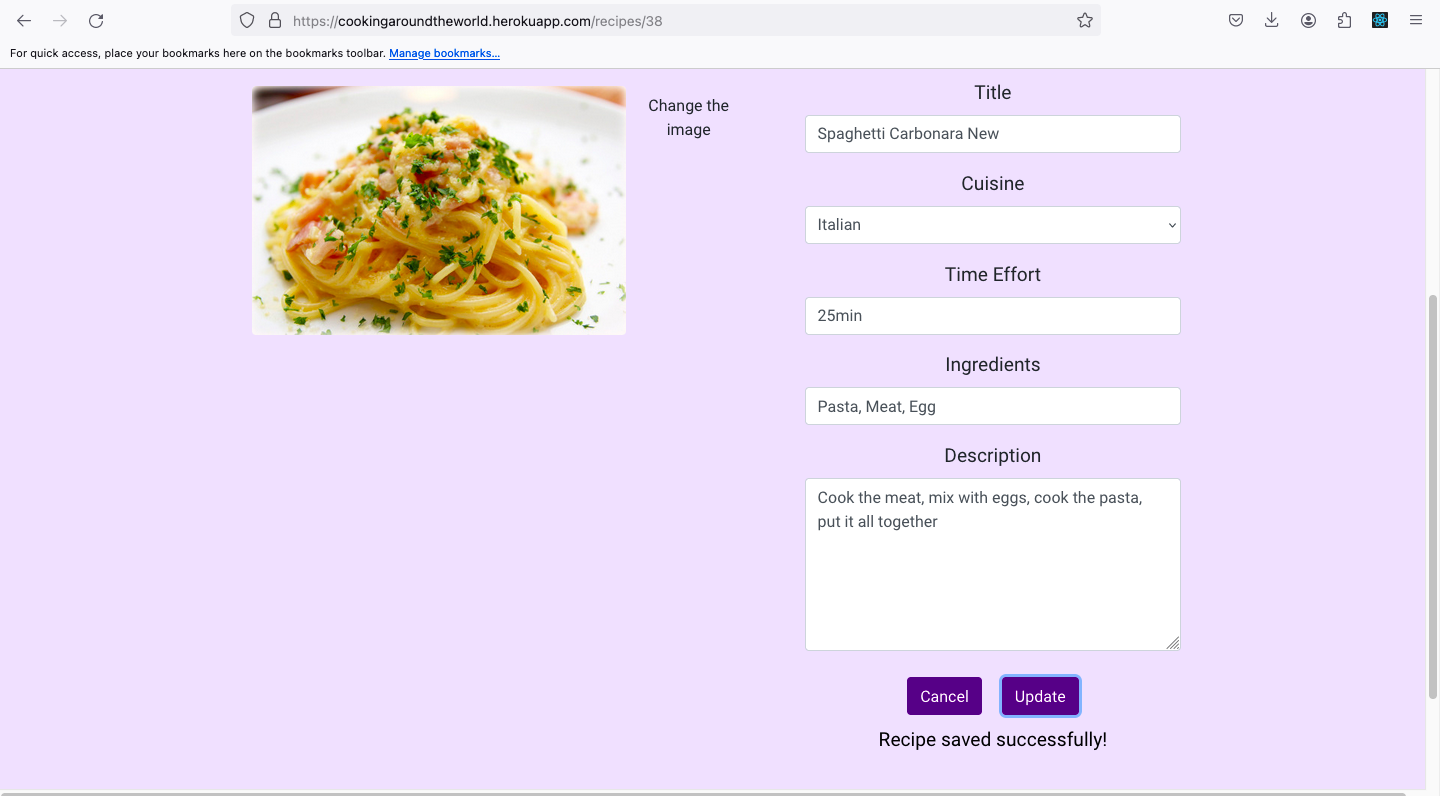 https://cookingaroundtheworld.herokuapp.com/recipes/38
For quick access, place your bookmarks here on the bookmarks toolbar. Manage bookmarks...
Change the
image
Title
Spaghetti Carbonara New
Cuisine
Italian
Time Effort
25min
Ingredients
Pasta, Meat, Egg
Description
Cook the meat, mix with eggs, cook the pasta,
put it all together
Cancel
Update
Recipe saved successfully!